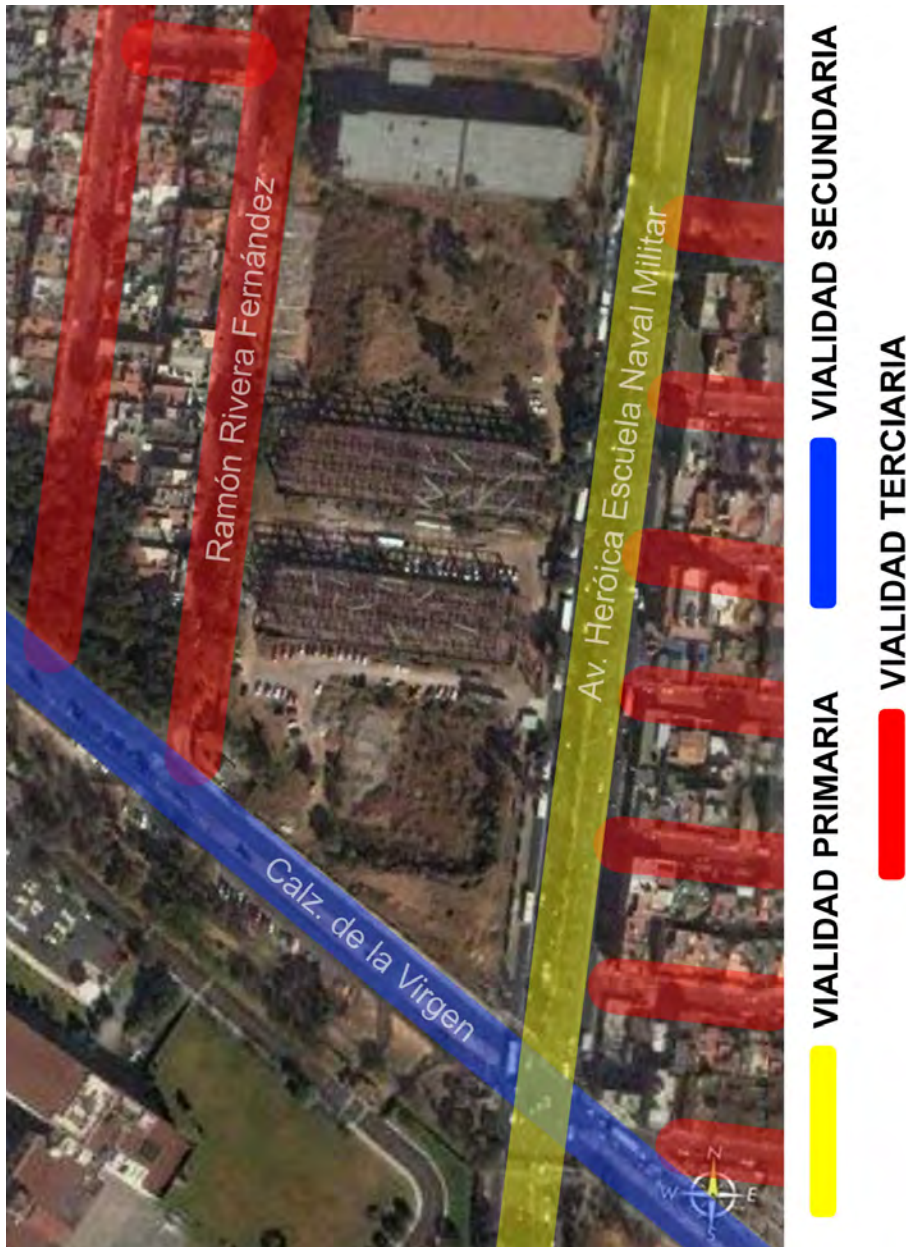 Ramón Rivera Fernández
Av. Heróica Escuela Naval Militar
Calz. de la Virgen
N
W
E
S
VIALIDAD PRIMARIA
VIALIDAD SECUNDARIA
VIALIDAD TERCIARIA